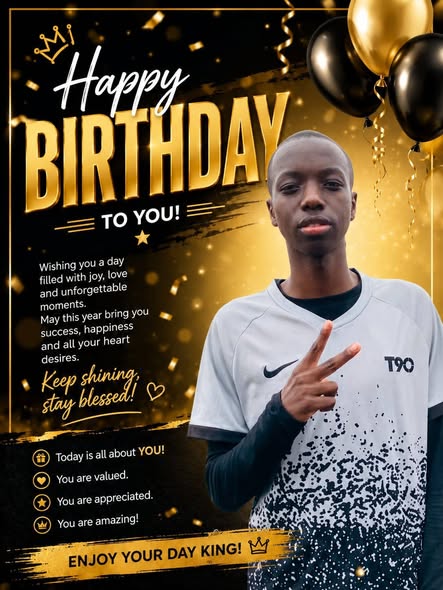 Happy
BIRTHDAY
TO YOU!
Wishing you a day
filled with joy, love
and unforgettable
moments.
May this year bring you
success, happiness
and all your heart
desires.
Keep shining,
stay blessed!
Today is all about YOU!
You are valued.
You are appreciated.
You are amazing!
ENJOY YOUR DAY KING!
T90